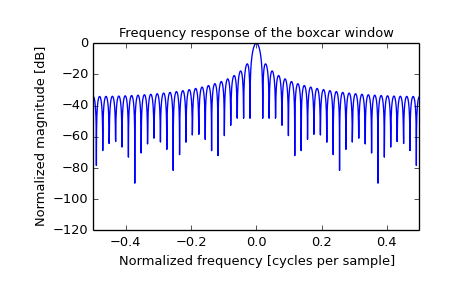 Frequency response of the boxcar window
Normalized magnitude [dB]
0
−20
−40
−60
−80
−100
−120
−0.4 −0.2 0.0 0.2 0.4
Normalized frequency [cycles per sample]